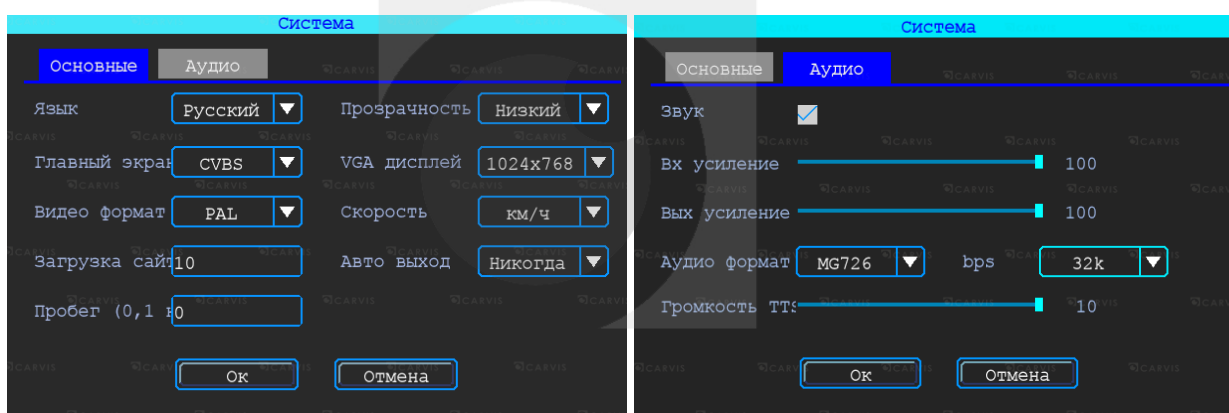 Система
Основные Аудио
Язык Русский Прозрачность Низкий
Главный экран CVBS VGA дисплей 1024x768
Видео формат PAL Скорость км/ч
Загрузка сайт 10 Авто выход Никогда
Пробег (0,1 0
Ок Отмена
Система
Основные Аудио
Звук
Вх усиление 100
Вых усиление 100
Аудио формат MG726 bps 32k
Громкость TTS 10
Ок Отмена
CARVIS